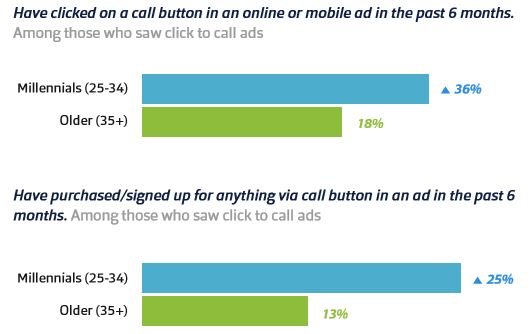 Have clicked on a call button in an online or mobile ad in the past 6 months.
Among those who saw click to call ads
Millennials (25-34)
▲ 36%
Older (35+)
18%
Have purchased/signed up for anything via call button in an ad in the past 6
months. Among those who saw click to call ads
Millennials (25-34)
▲ 25%
Older (35+)
13%